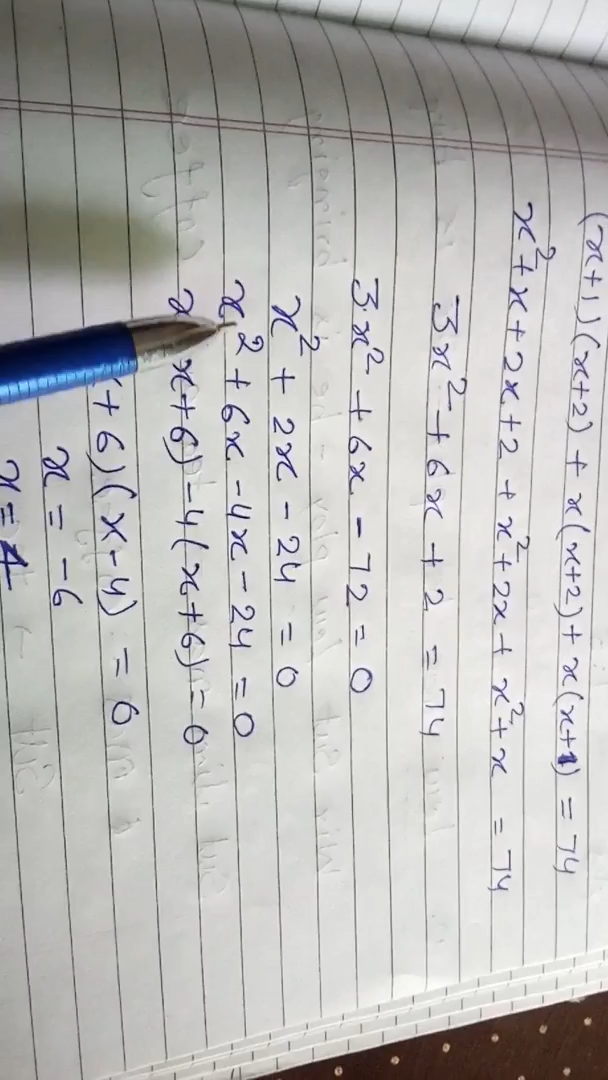 (x+1)(x+2) + x(x+2) + x(x+1) = 74
x²+x+2x+2 + x²+2x + x²+x = 74
3x² + 6x + 2 = 74
3x² + 6x - 72 = 0
x² + 2x - 24 = 0
x² + 6x - 4x - 24 = 0
x x+6) - 4(x+6) = 0
+6)(x-4) = 0
x = -6
x = 4